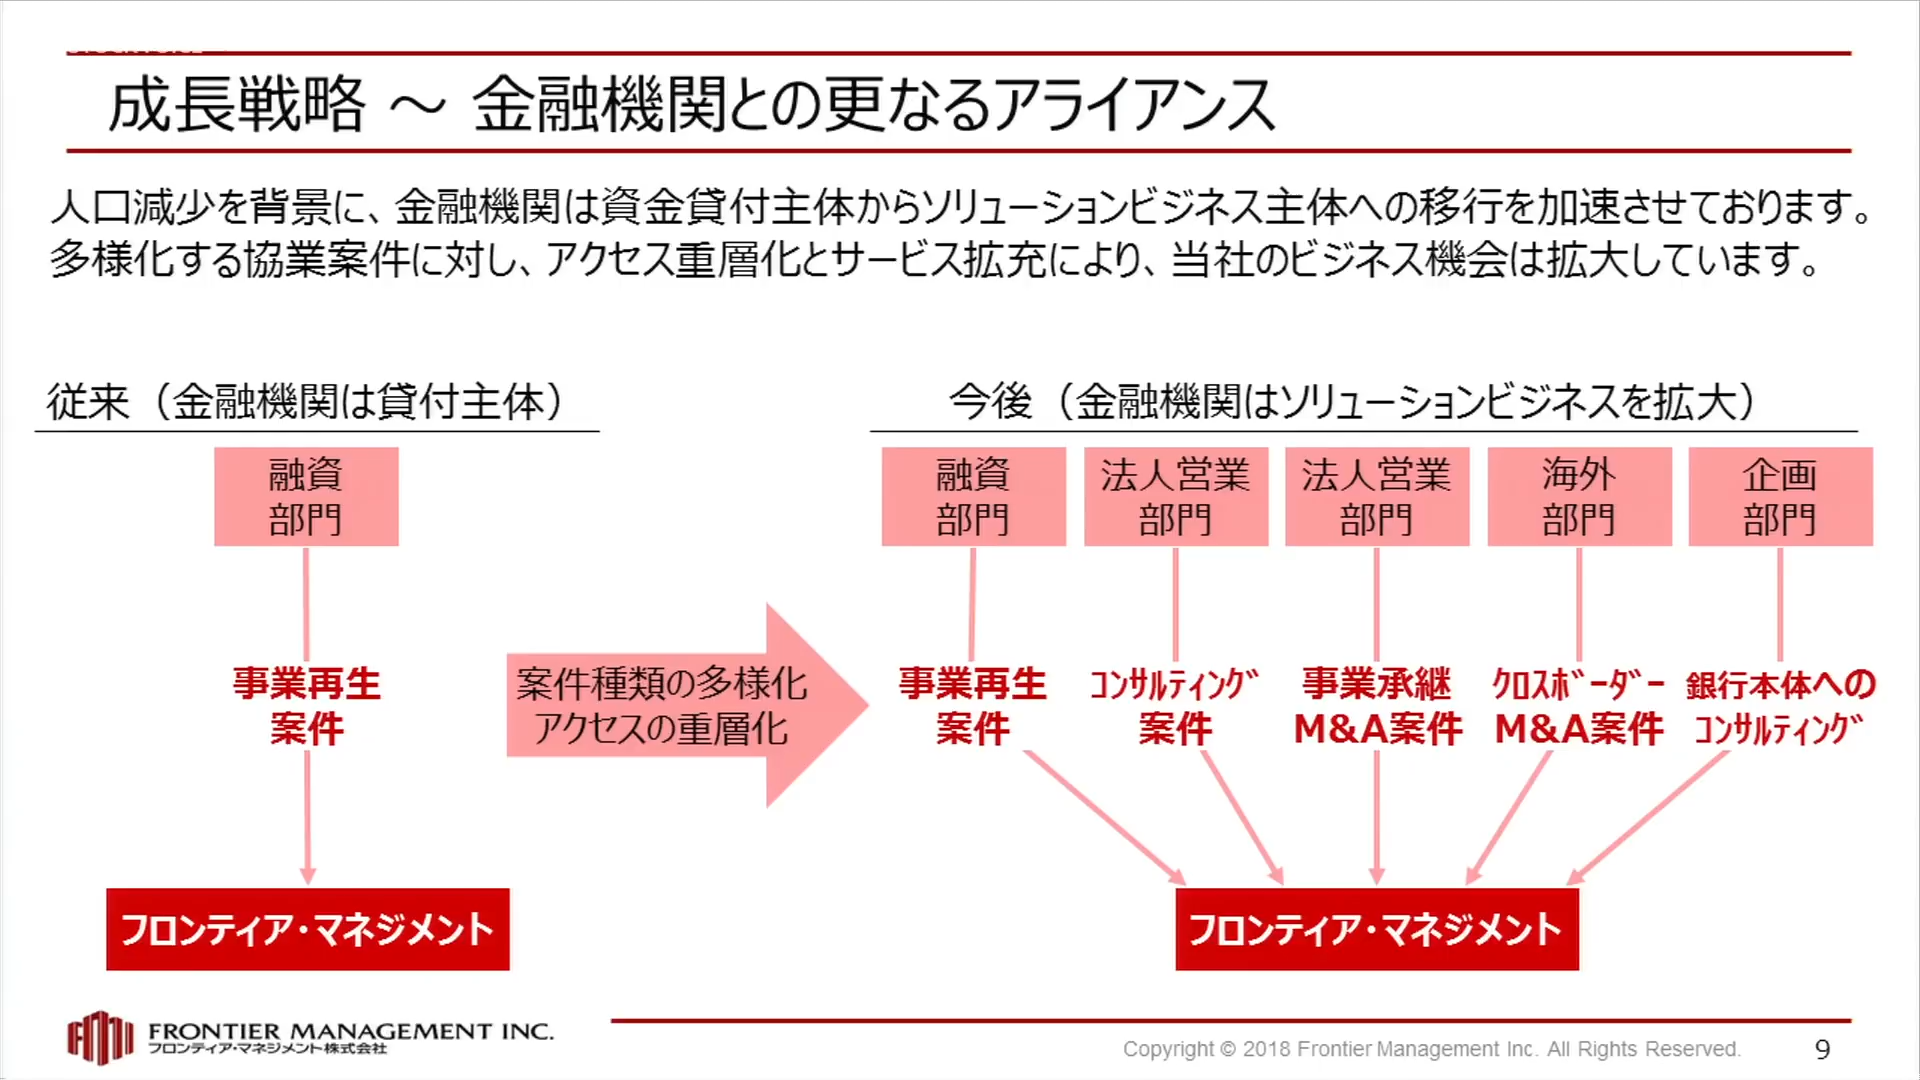 成長戦略 ～ 金融機関との更なるアライアンス
人口減少を背景に、金融機関は資金貸付主体からソリューションビジネス主体への移行を加速させております。
多様化する協業案件に対し、アクセス重層化とサービス拡充により、当社のビジネス機会は拡大しています。
従来（金融機関は貸付主体）
融資
部門
事業再生
案件
フロンティア・マネジメント
案件種類の多様化
アクセスの重層化
今後（金融機関はソリューションビジネスを拡大）
融資
部門
法人営業
部門
法人営業
部門
海外
部門
企画
部門
事業再生
案件
ｺﾝｻﾙﾃｨﾝｸﾞ
案件
事業承継
M&A案件
ｸﾛｽﾎﾞｰﾀﾞｰ
M&A案件
銀行本体への
ｺﾝｻﾙﾃｨﾝｸﾞ
フロンティア・マネジメント
FRONTIER MANAGEMENT INC.
フロンティア・マネジメント株式会社
Copyright © 2018 Frontier Management Inc. All Rights Reserved.
9